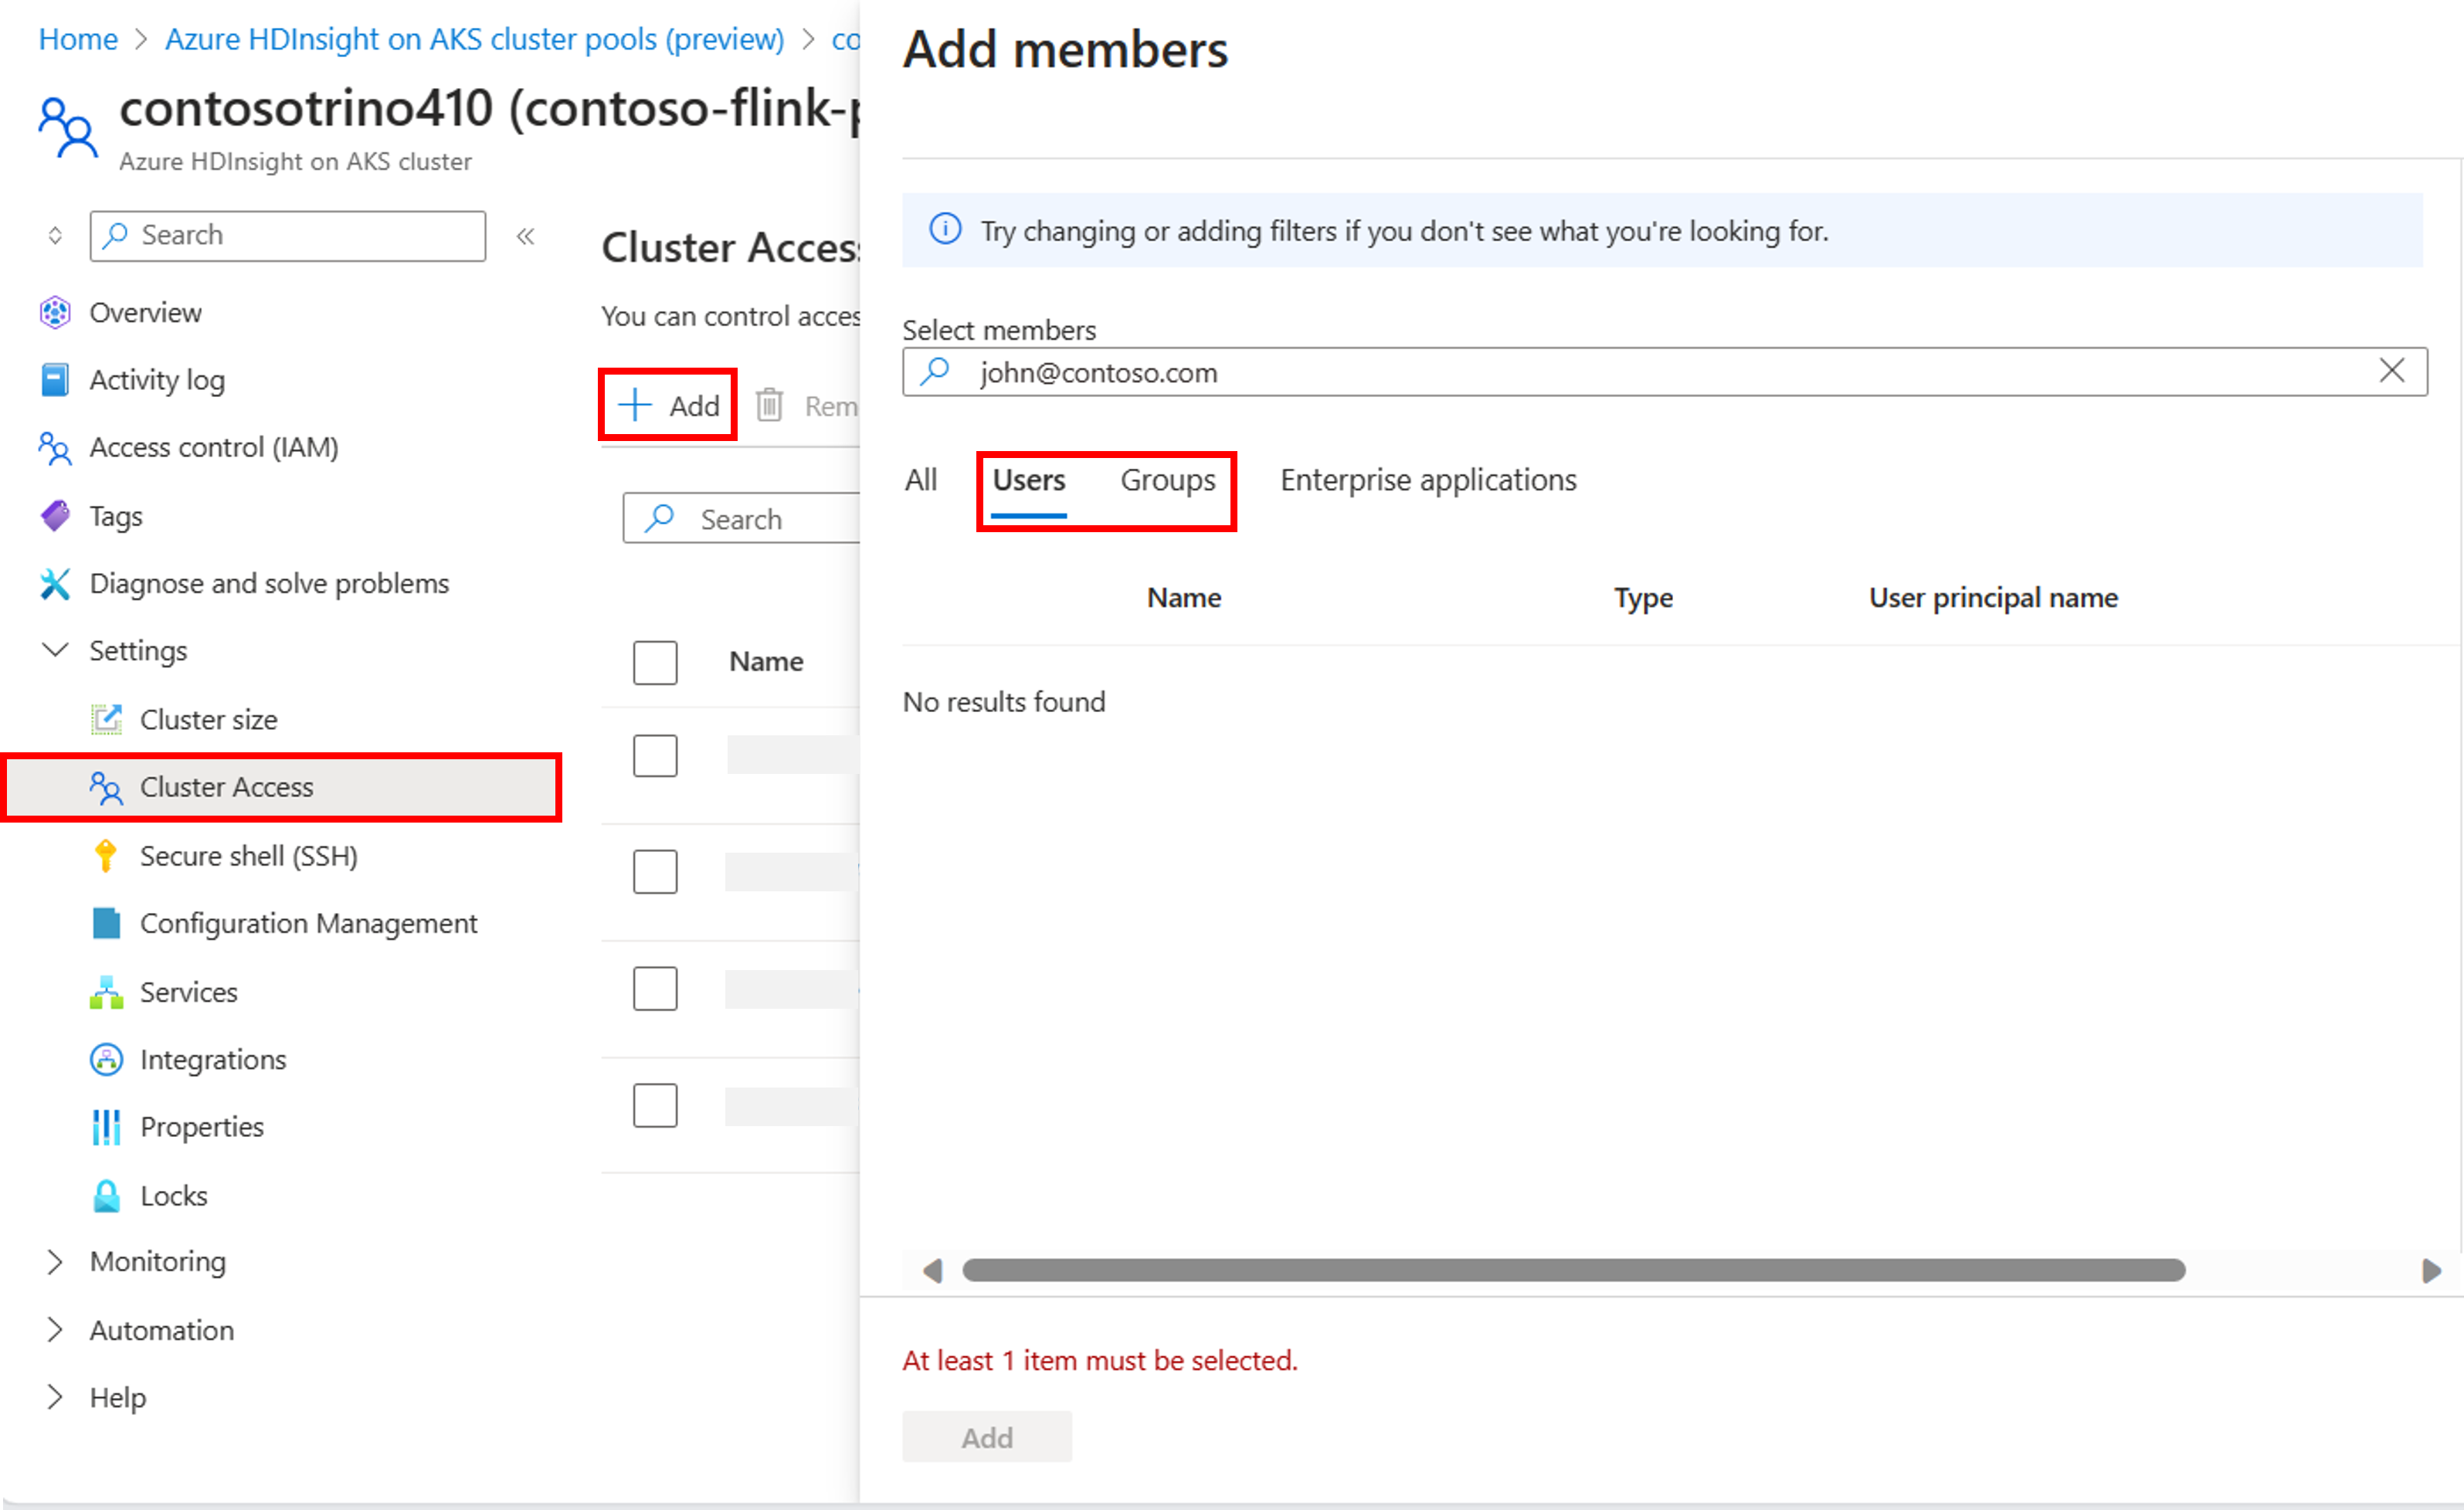 Home > Azure HDInsight on AKS cluster pools (preview) > co
contosotrino410 (contoso-flink-p
Azure HDInsight on AKS cluster
Search
Overview
Activity log
Access control (IAM)
Tags
Diagnose and solve problems
Settings
Cluster size
Cluster Access
Secure shell (SSH)
Configuration Management
Services
Integrations
Properties
Locks
Monitoring
Automation
Help
Cluster Access
You can control acces
Add Rem
Search
Name
Add members
Try changing or adding filters if you don't see what you're looking for.
Select members
john@contoso.com
All Users Groups Enterprise applications
Name Type User principal name
No results found
At least 1 item must be selected.
Add